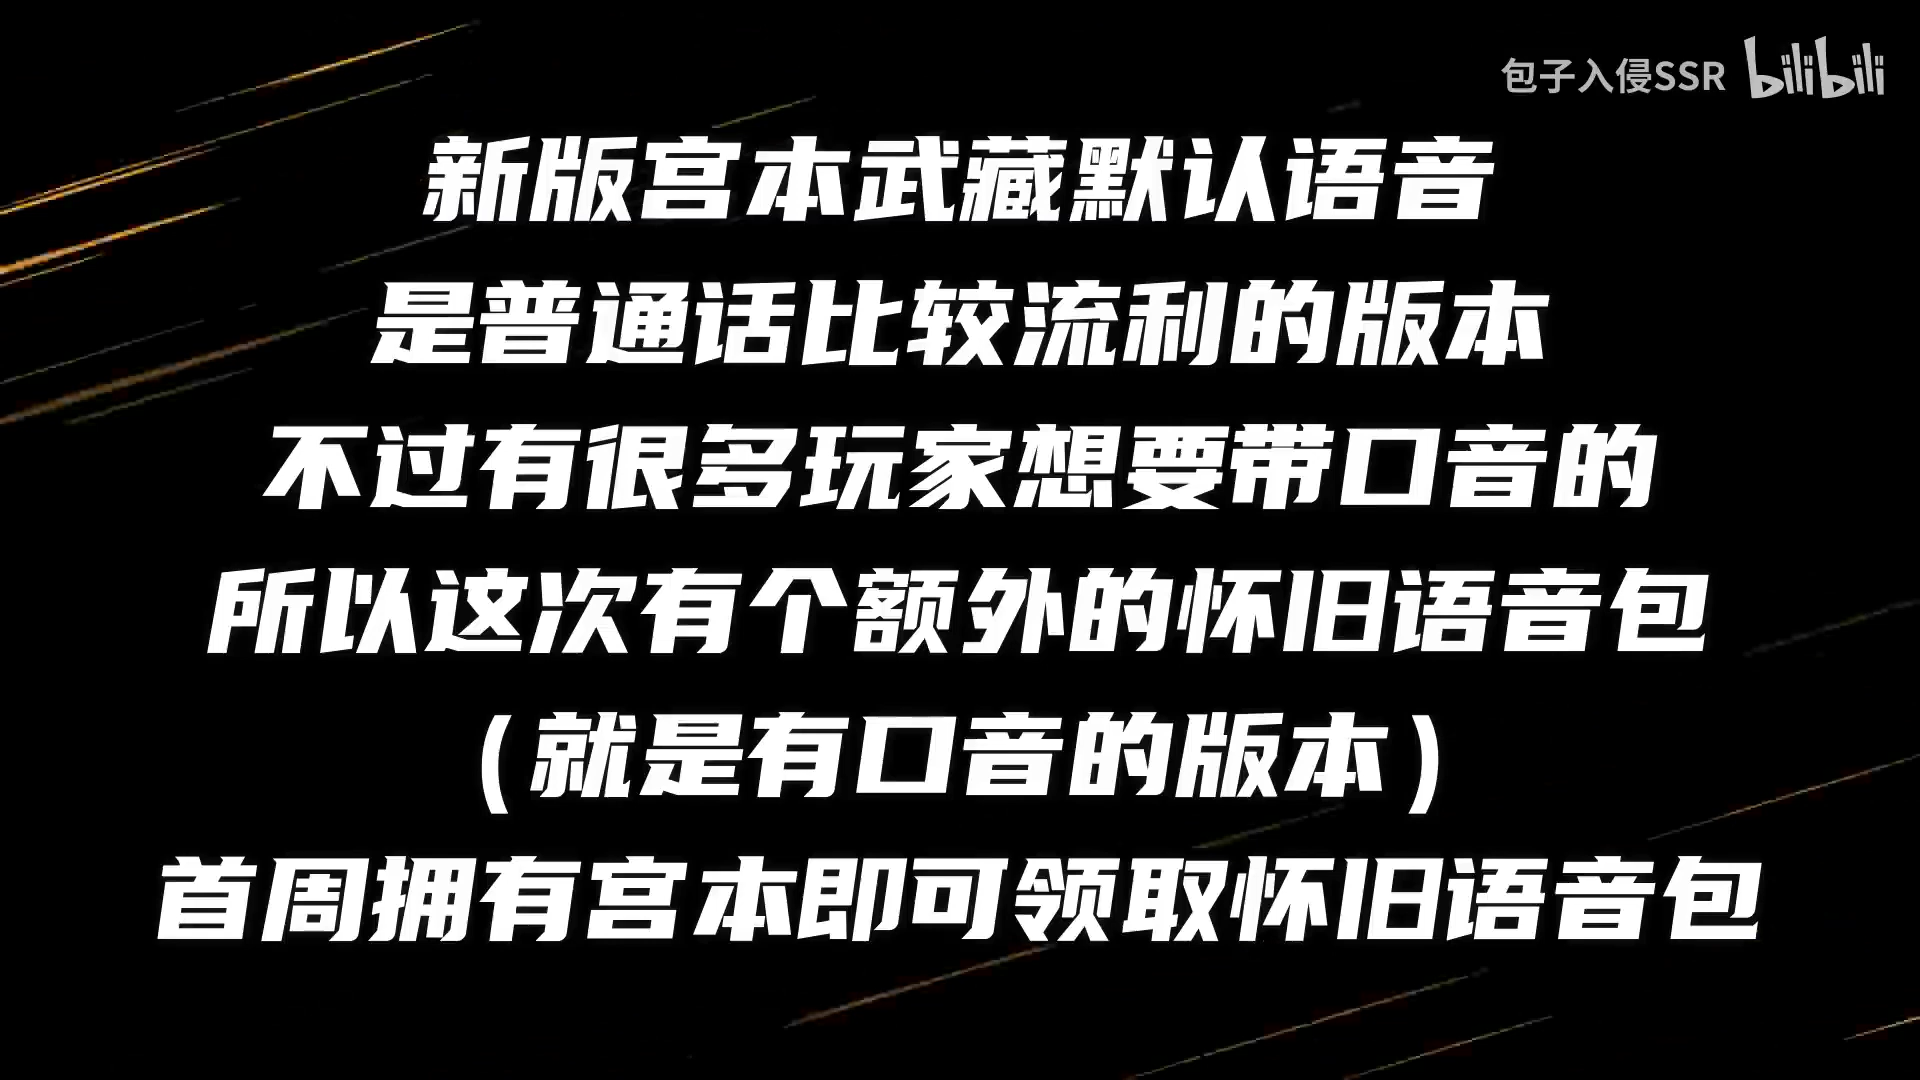 包子入侵SSR bilibili
新版宫本武藏默认语音
是普通话比较流利的版本
不过有很多玩家想要带口音的
所以这次有个额外的怀旧语音包
(就是有口音的版本)
首周拥有宫本即可领取怀旧语音包